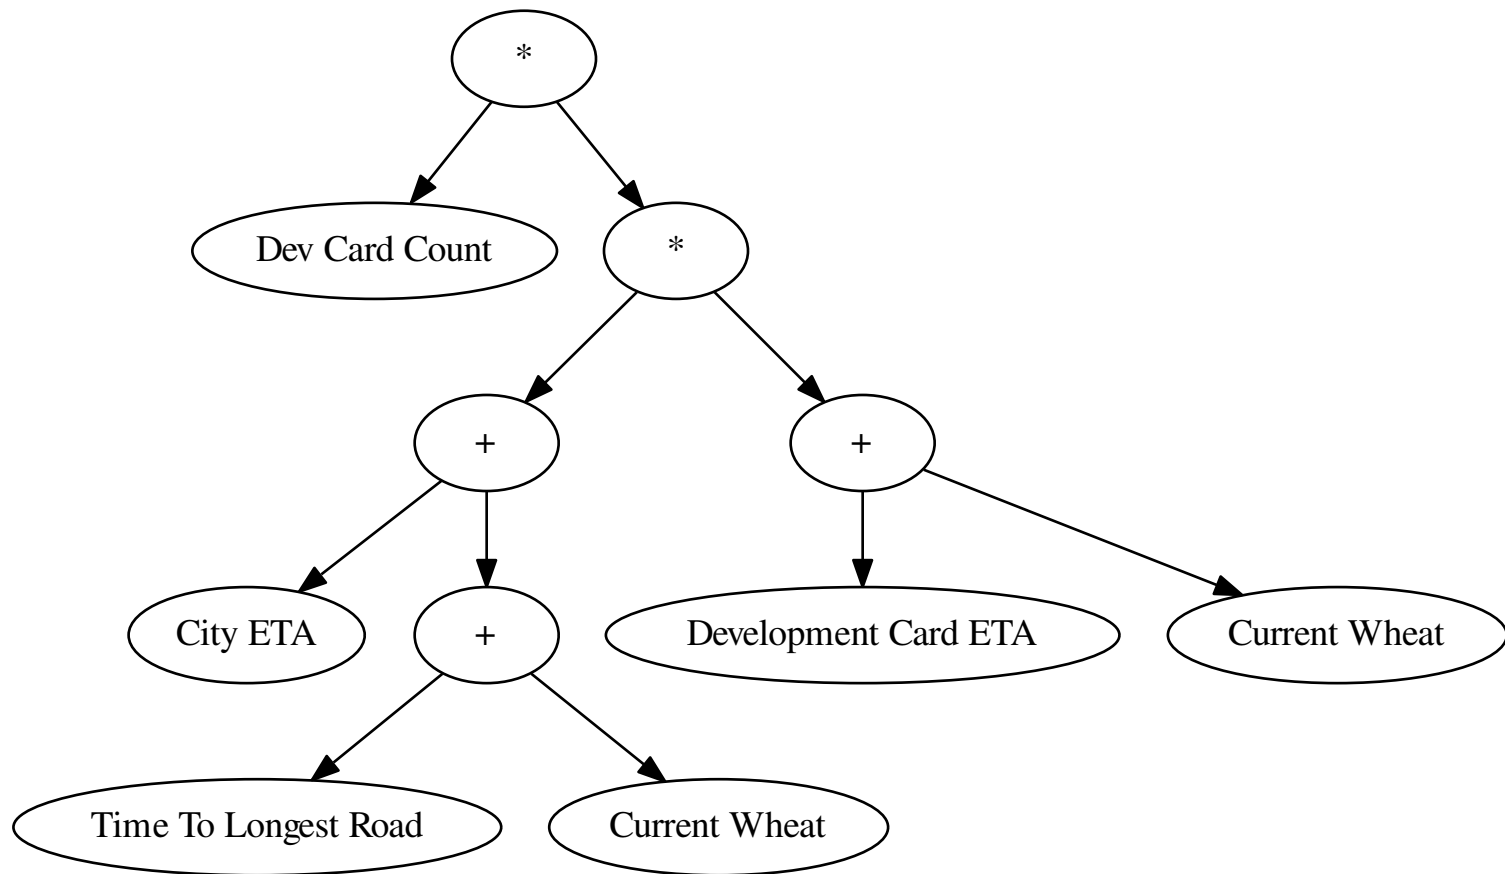 *
Dev Card Count
*
+
+
City ETA
+
Development Card ETA
Current Wheat
Time To Longest Road
Current Wheat